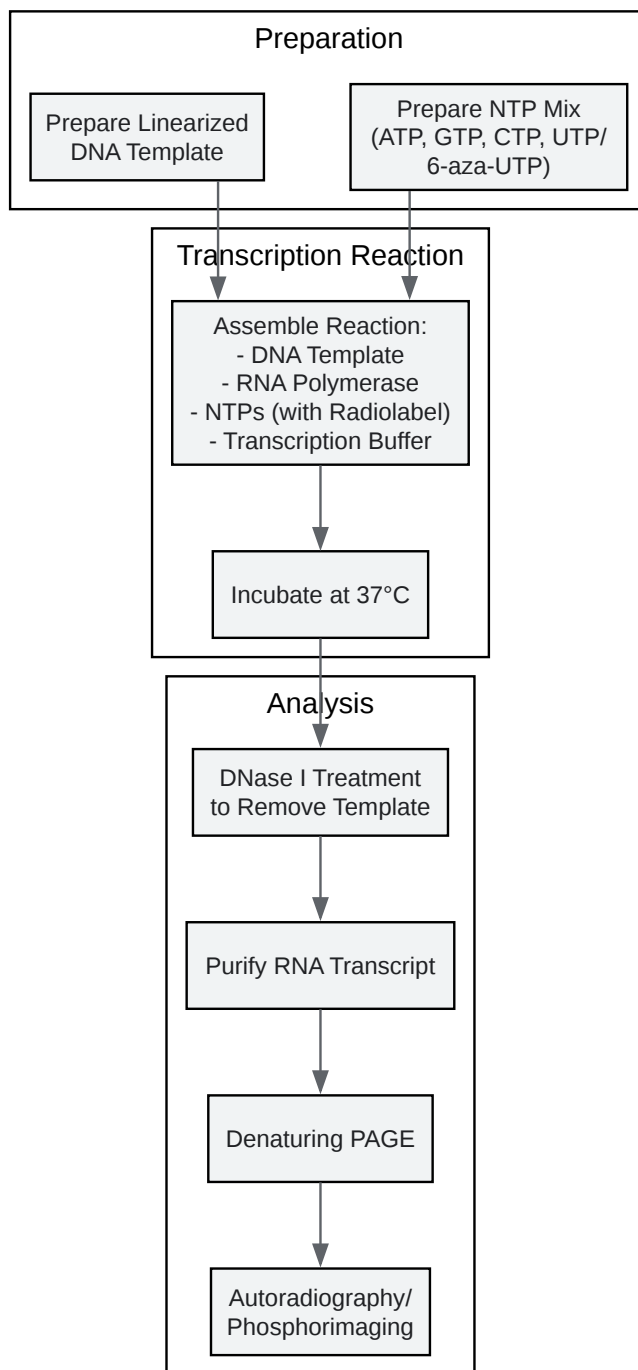 Preparation
Prepare Linearized
DNA Template
Prepare NTP Mix
(ATP, GTP, CTP, UTP/
6-aza-UTP)
Transcription Reaction
Assemble Reaction:
- DNA Template
- RNA Polymerase
- NTPs (with Radiolabel)
- Transcription Buffer
Incubate at 37°C
Analysis
DNase I Treatment
to Remove Template
Purify RNA Transcript
Denaturing PAGE
Autoradiography/
Phosphorimaging